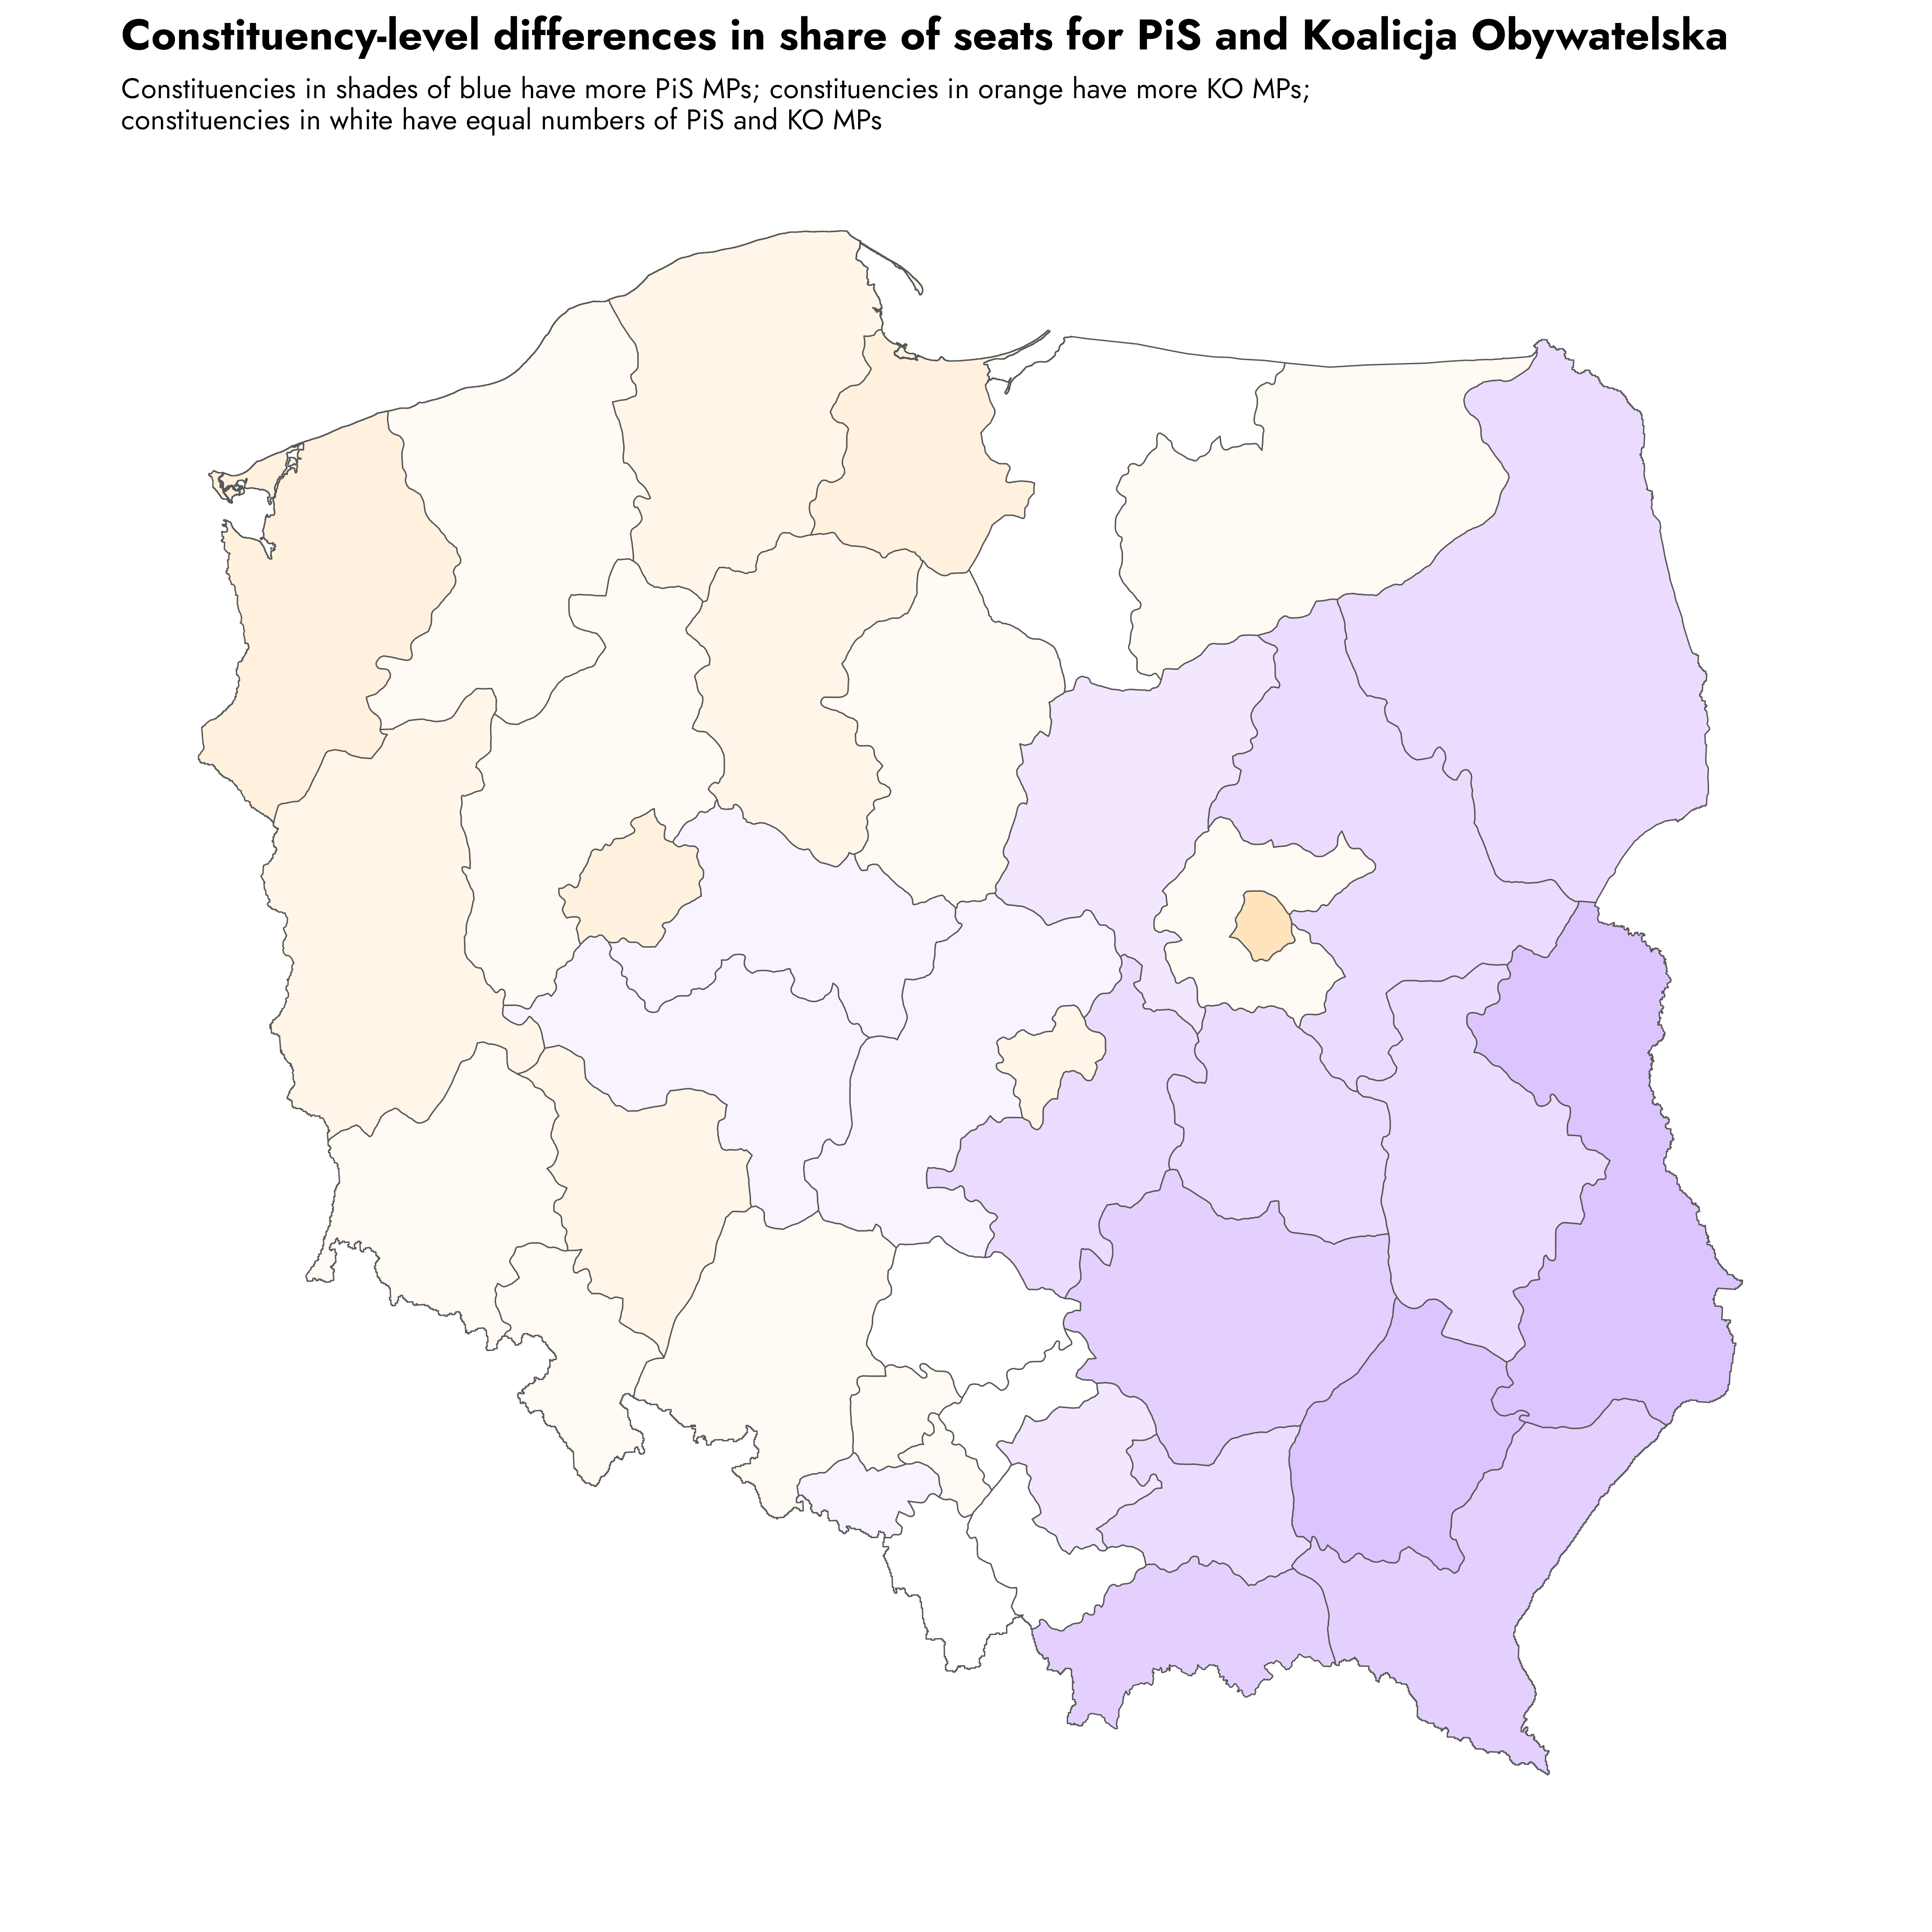 Constituency-level differences in share of seats for PiS and Koalicja Obywatelska
Constituencies in shades of blue have more PiS MPs; constituencies in orange have more KO MPs;
constituencies in white have equal numbers of PiS and KO MPs